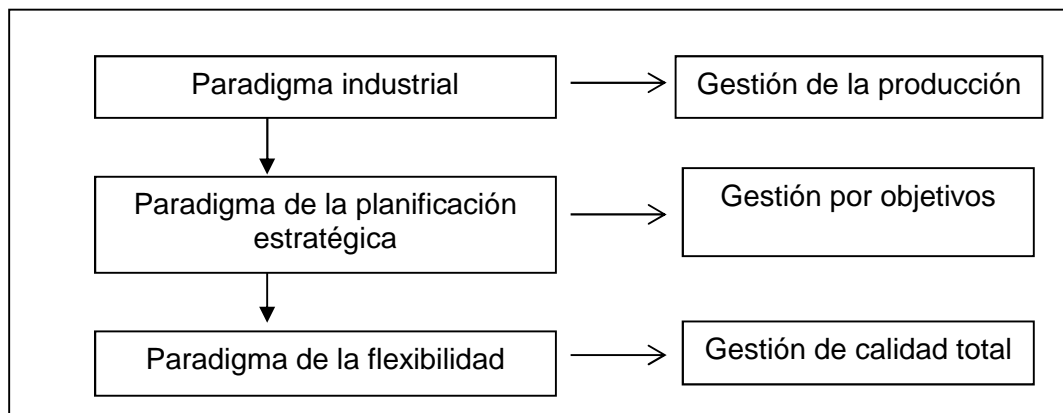 Paradigma industrial
Gestión de la producción
Paradigma de la planificación
estratégica
Gestión por objetivos
Paradigma de la flexibilidad
Gestión de calidad total